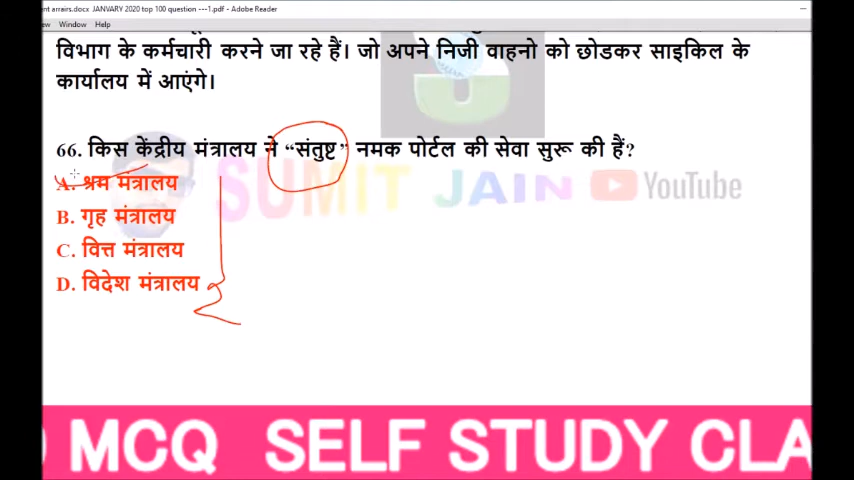 ent arrairs.docx JANVARY 2020 top 100 question ---1.pdf - Adobe Reader
Window Help
विभाग के कर्मचारी करने जा रहे हैं। जो अपने निजी वाहनो को छोडकर साइकिल के
कार्यालय में आएंगे।
66. किस केंद्रीय मंत्रालय ने “संतुष्ट” नमक पोर्टल की सेवा सुरू की हैं?
A. श्रम मंत्रालय
B. गृह मंत्रालय
C. वित्त मंत्रालय
D. विदेश मंत्रालय
SUMIT JAIN YouTube
MCQ SELF STUDY CLA